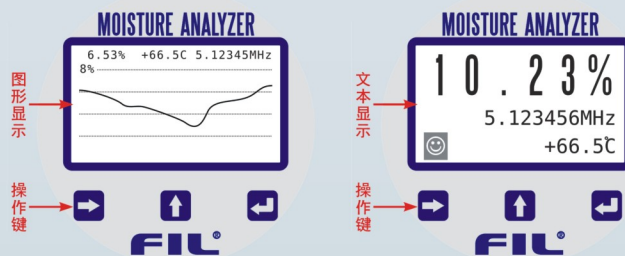 MOISTURE ANALYZER
6.53% +66.5C 5.12345MHz
8%
图形显示
操作键
FIL
MOISTURE ANALYZER
10.23%
5.123456MHz
+66.5℃
文本显示
操作键
FIL